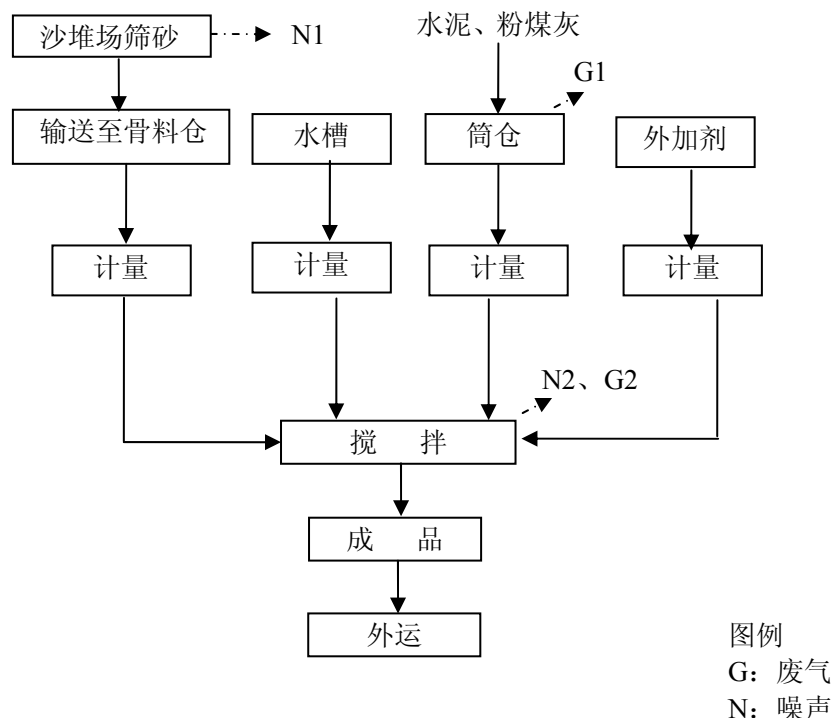 沙堆场筛砂
N1
水泥、粉煤灰
G1
输送至骨料仓
水槽
筒仓
外加剂
计量
计量
计量
计量
N2、G2
搅 拌
成 品
外运
图例
G：废气
N：噪声